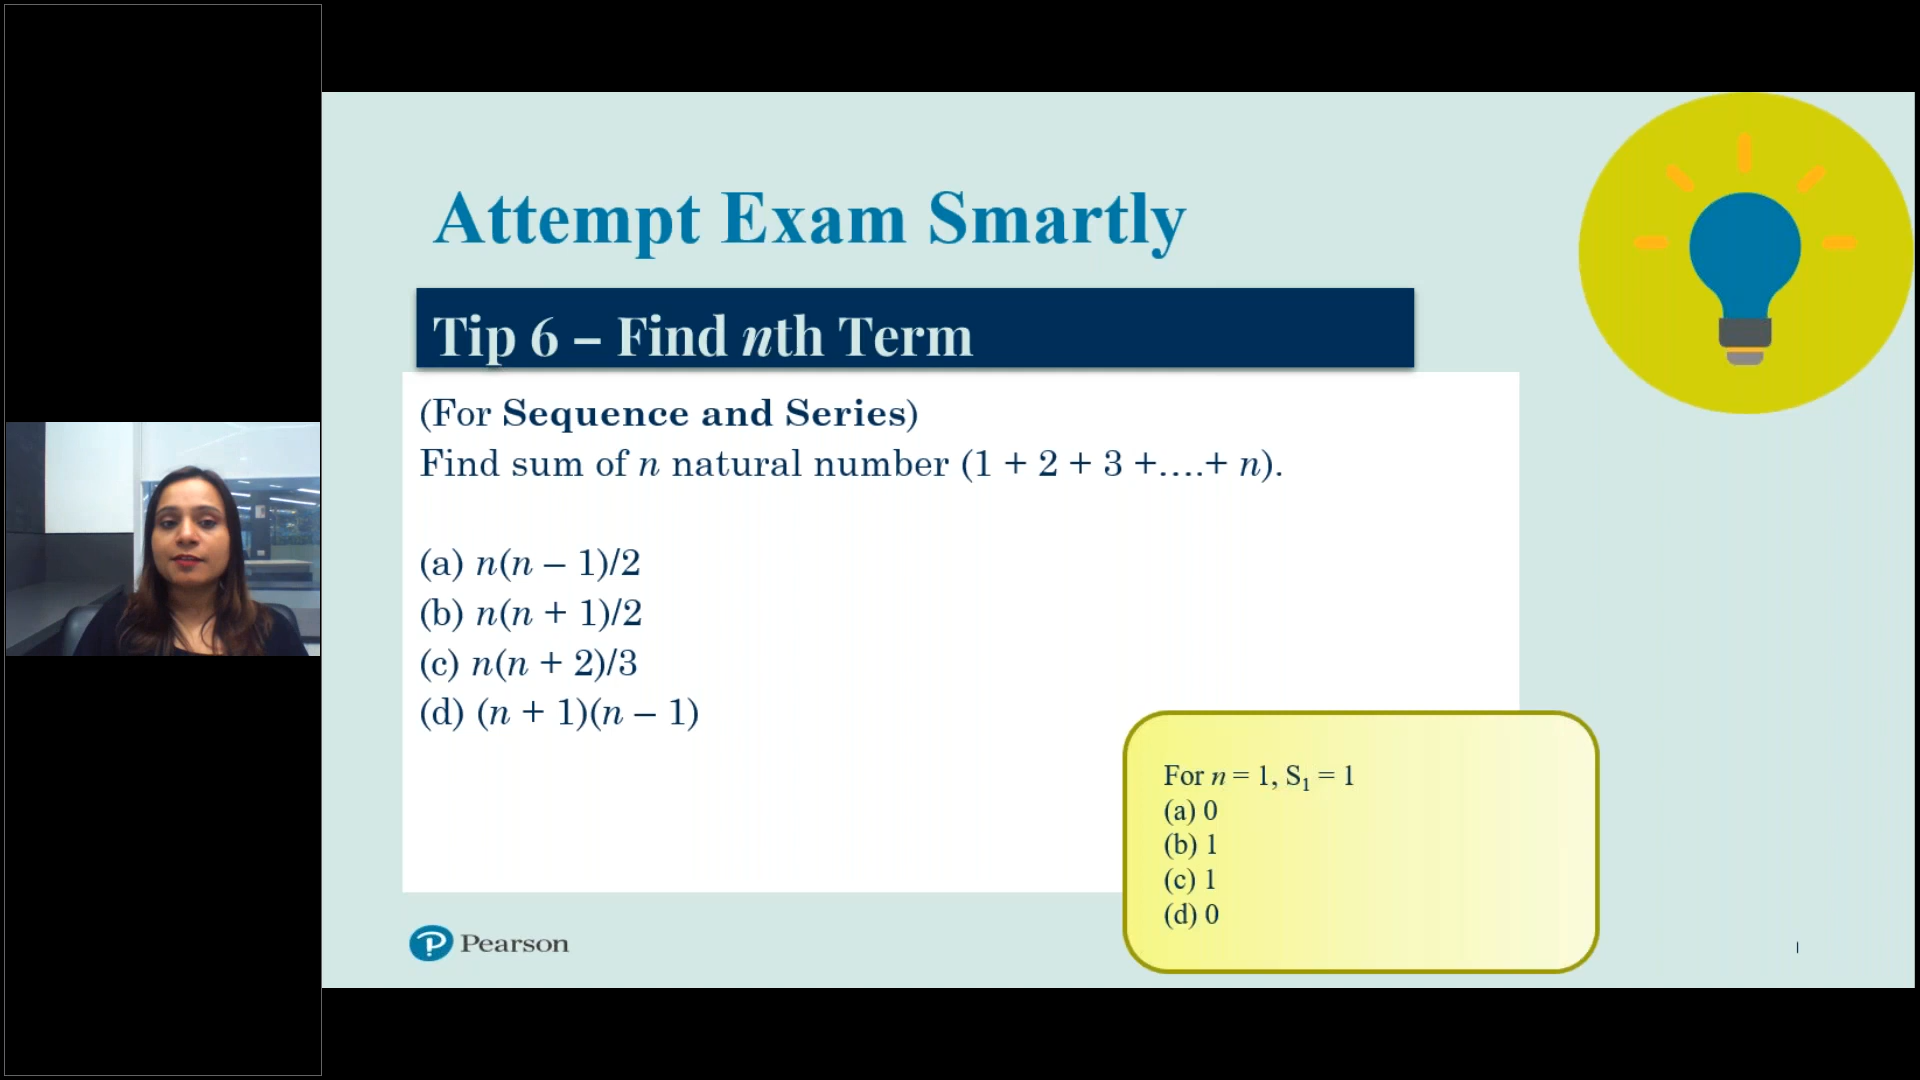 Attempt Exam Smartly
Tip 6 – Find nth Term
(For Sequence and Series)
Find sum of n natural number (1 + 2 + 3 +….+ n).
(a) n(n – 1)/2
(b) n(n + 1)/2
(c) n(n + 2)/3
(d) (n + 1)(n – 1)
For n = 1, S₁ = 1
(a) 0
(b) 1
(c) 1
(d) 0
Pearson